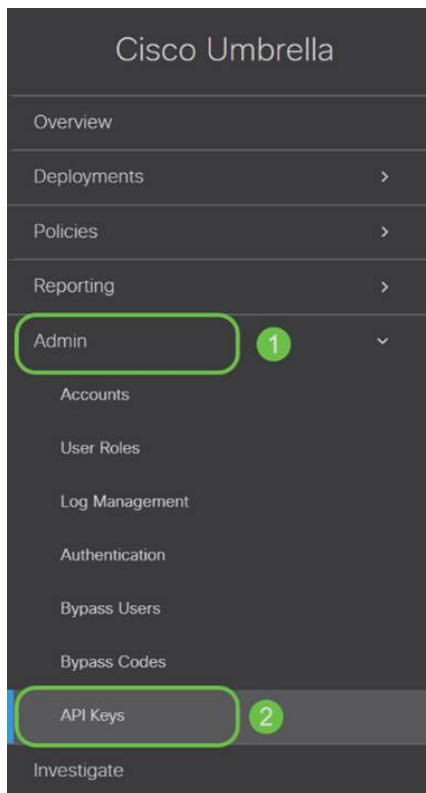 Cisco Umbrella
Overview
Deployments
Policies
Reporting
Admin 1
Accounts
User Roles
Log Management
Authentication
Bypass Users
Bypass Codes
API Keys 2
Investigate